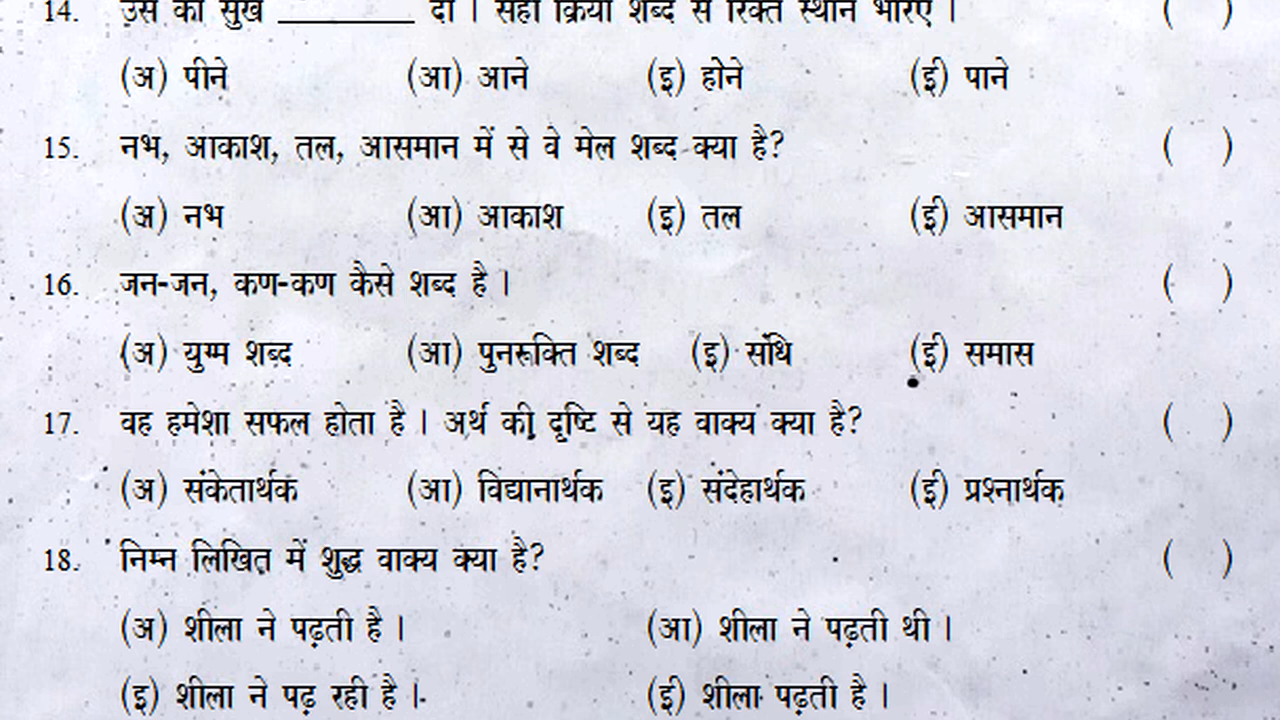 14. उस को सुख ________ दो । सही क्रिया शब्द से रिक्त स्थान भरिए । ( )
(अ) पीने (आ) आने (इ) होने (ई) पाने
15. नभ, आकाश, तल, आसमान में से वे मेल शब्द क्या है? ( )
(अ) नभ (आ) आकाश (इ) तल (ई) आसमान
16. जन-जन, कण-कण कैसे शब्द है । ( )
(अ) युग्म शब्द (आ) पुनरूक्ति शब्द (इ) संधि (ई) समास
17. वह हमेशा सफल होता है । अर्थ की दृष्टि से यह वाक्य क्या है? ( )
(अ) संकेतार्थक (आ) विद्यानार्थक (इ) संदेहार्थक (ई) प्रश्नार्थक
18. निम्न लिखित में शुद्ध वाक्य क्या है? ( )
(अ) शीला ने पढ़ती है । (आ) शीला ने पढ़ती थी ।
(इ) शीला ने पढ़ रही है । (ई) शीला पढ़ती है ।